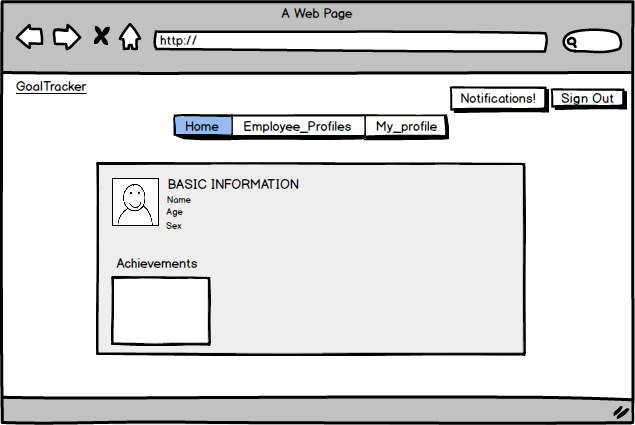 A Web Page
http://
GoalTracker
Notifications!
Sign Out
Home
Employee_Profiles
My_profile
BASIC INFORMATION
Name
Age
Sex
Achievements